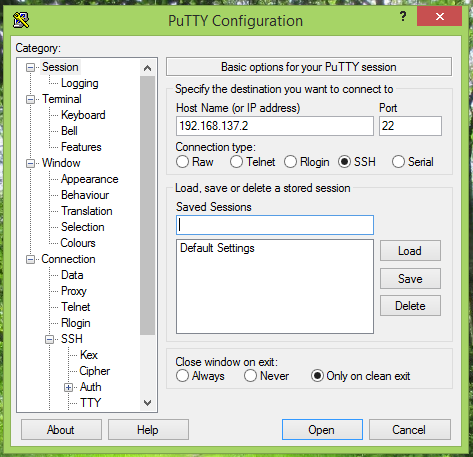 PuTTY Configuration
? ×
Category:
Session
Logging
Terminal
Keyboard
Bell
Features
Window
Appearance
Behaviour
Translation
Selection
Colours
Connection
Data
Proxy
Telnet
Rlogin
SSH
Kex
Cipher
Auth
TTY
Basic options for your PuTTY session
Specify the destination you want to connect to
Host Name (or IP address) Port
192.168.137.2 22
Connection type:
Raw Telnet Rlogin SSH Serial
Load, save or delete a stored session
Saved Sessions
Default Settings
Load
Save
Delete
Close window on exit:
Always Never Only on clean exit
About Help Open Cancel